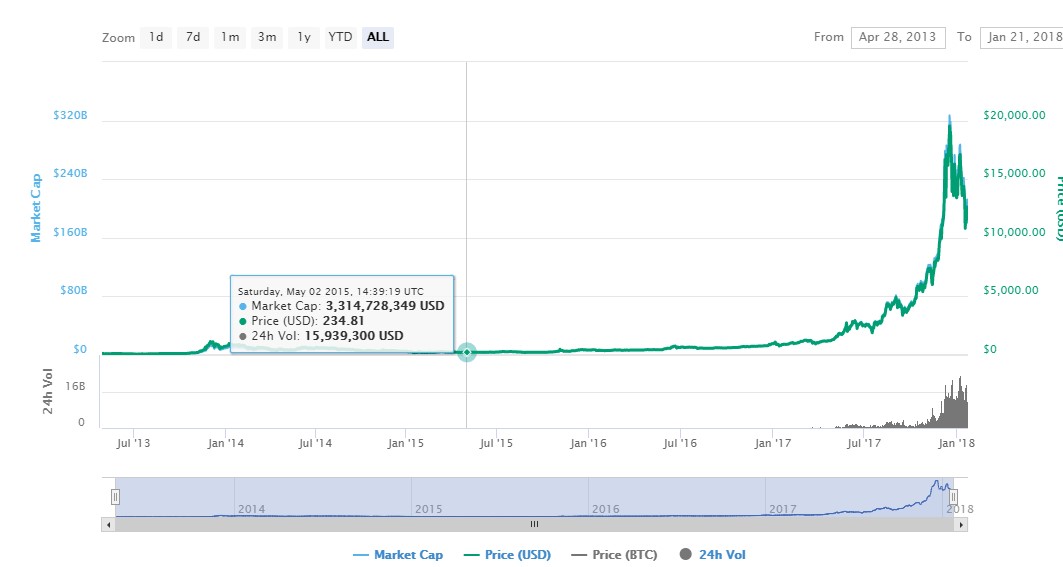 Zoom 1d 7d 1m 3m 1y YTD ALL From Apr 28, 2013 To Jan 21, 2018
$320B $20,000.00
$240B $15,000.00
Market Cap
Price (USD)
$160B $10,000.00
$80B $5,000.00
Saturday, May 02 2015, 14:39:19 UTC
Market Cap: 3,314,728,349 USD
Price (USD): 234.81
24h Vol: 15,939,300 USD
$0 $0
24h Vol
16B
0
Jul '13 Jan '14 Jul '14 Jan '15 Jul '15 Jan '16 Jul '16 Jan '17 Jul '17 Jan '18
2014 2015 2016 2017 2018
Market Cap Price (USD) Price (BTC) 24h Vol